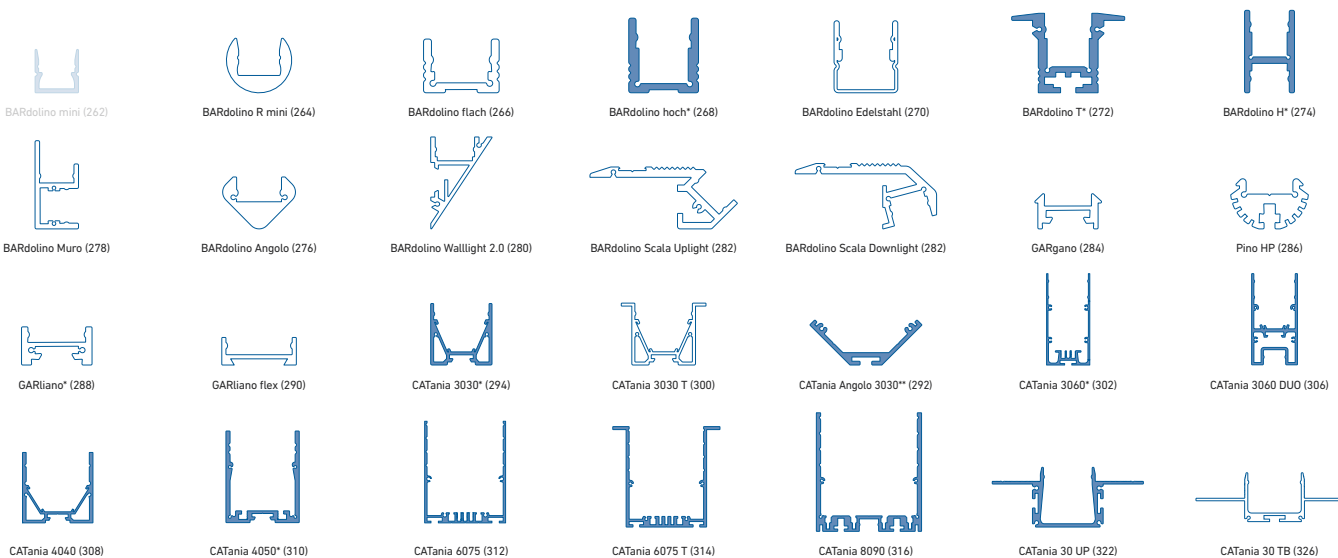 BARdolino mini (262)
BARdolino R mini (264)
BARdolino flach (266)
BARdolino hoch* (268)
BARdolino Edelstahl (270)
BARdolino T* (272)
BARdolino H* (274)
BARdolino Muro (278)
BARdolino Angolo (276)
BARdolino Walllight 2.0 (280)
BARdolino Scala Uplight (282)
BARdolino Scala Downlight (282)
GARgano (284)
Pino HP (286)
GARliano* (288)
GARliano flex (290)
CATania 3030* (294)
CATania 3030 T (300)
CATania Angolo 3030** (292)
CATania 3060* (302)
CATania 3060 DUO (306)
CATania 4040 (308)
CATania 4050* (310)
CATania 6075 (312)
CATania 6075 T (314)
CATania 8090 (316)
CATania 30 UP (322)
CATania 30 TB (326)